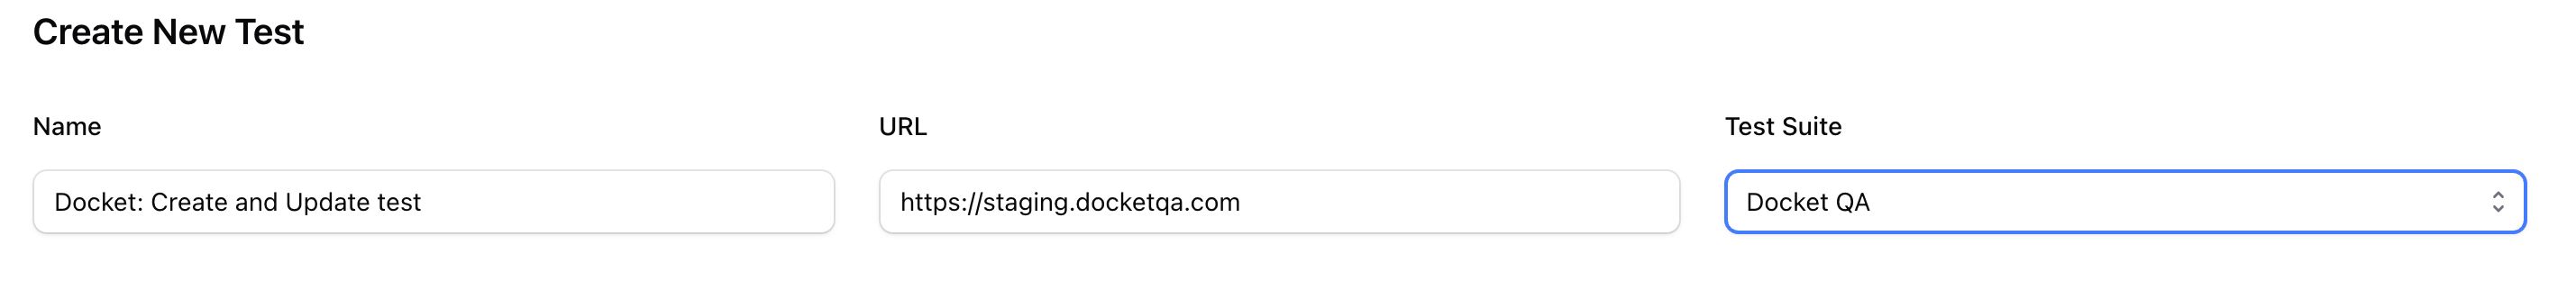 Create New Test
Name
URL
Test Suite
Docket: Create and Update test
https://staging.docketqa.com
Docket QA